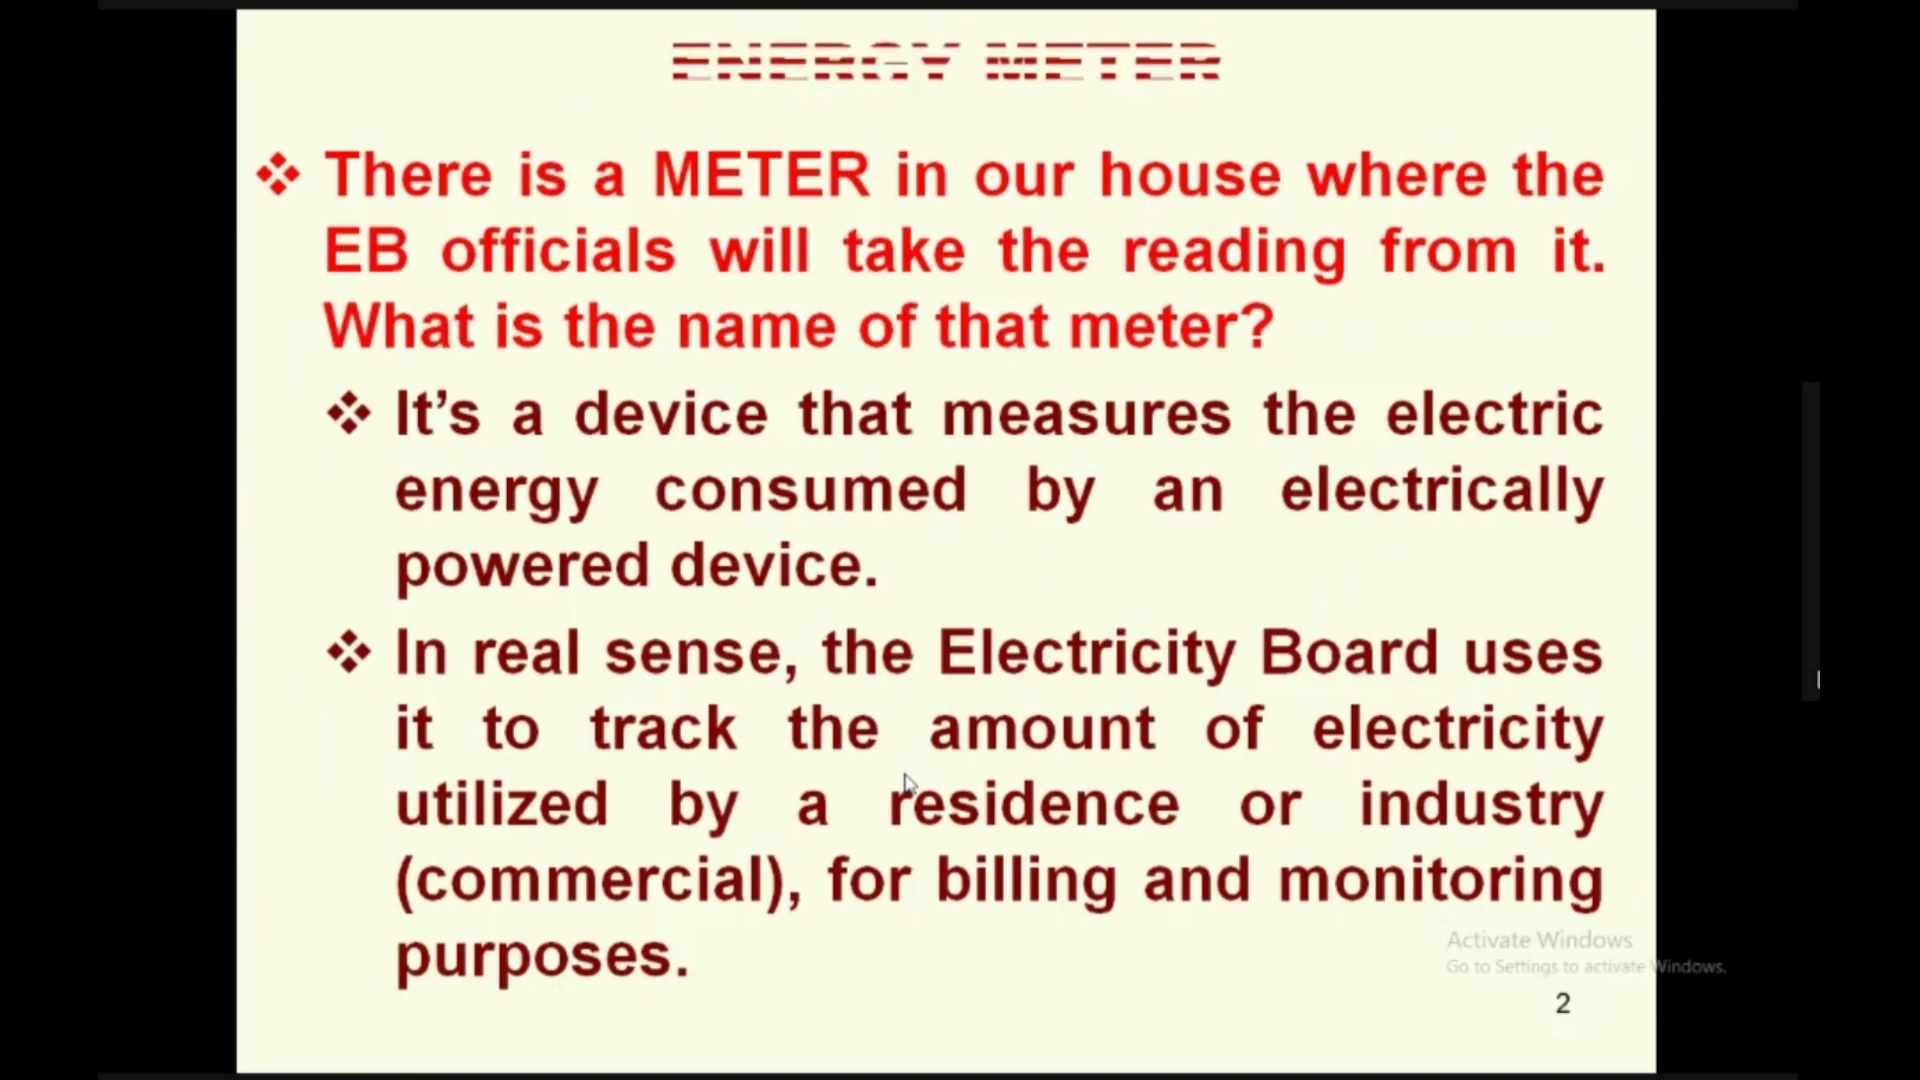 ENERGY METER
❖ There is a METER in our house where the
EB officials will take the reading from it.
What is the name of that meter?
❖ It’s a device that measures the electric
energy consumed by an electrically
powered device.
❖ In real sense, the Electricity Board uses
it to track the amount of electricity
utilized by a residence or industry
(commercial), for billing and monitoring
purposes.
Activate Windows
Go to Settings to activate Windows.
2